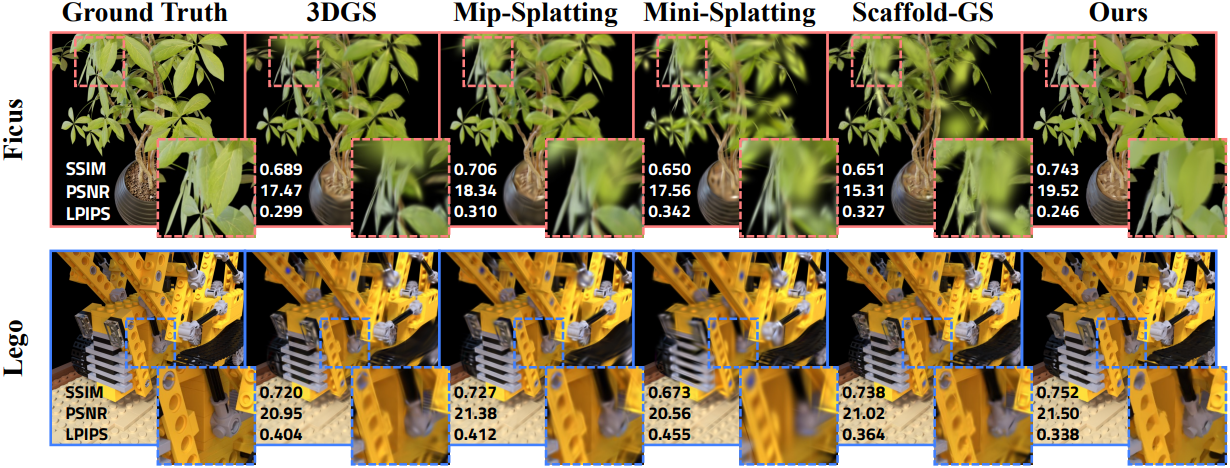 Ground Truth 3DGS Mip-Splatting Mini-Splatting Scaffold-GS Ours
Ficus
SSIM 0.689 0.706 0.650 0.651 0.743
PSNR 17.47 18.34 17.56 15.31 19.52
LPIPS 0.299 0.310 0.342 0.327 0.246
Lego
SSIM 0.720 0.727 0.673 0.738 0.752
PSNR 20.95 21.38 20.56 21.02 21.50
LPIPS 0.404 0.412 0.455 0.364 0.338